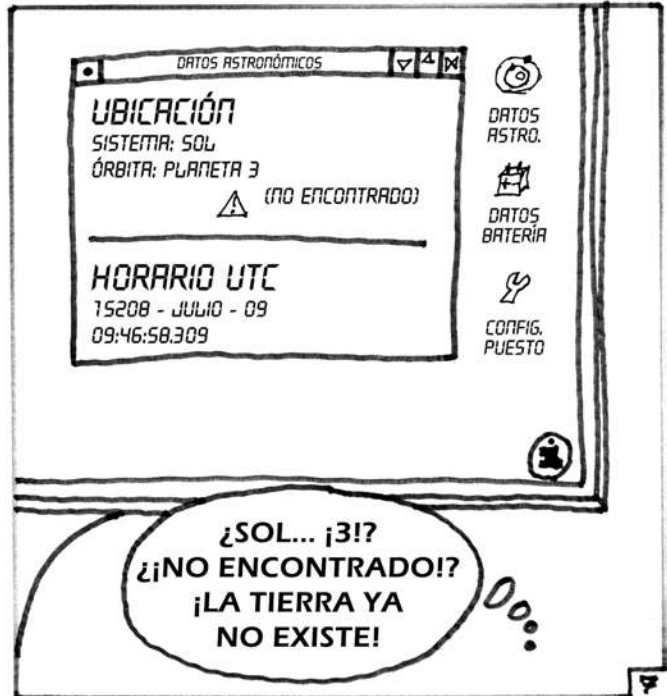 DATOS ASTRONÓMICOS
UBICACIÓN
SISTEMA: SOL
ÓRBITA: PLANETA 3
(NO ENCONTRADO)
HORARIO UTC
15208 - JULIO - 09
09:46:58.309
DATOS
ASTRO.
DATOS
BATERÍA
CONFIG.
PUESTO
¿SOL... ¡3!?
¿¡NO ENCONTRADO!?
¡LA TIERRA YA
NO EXISTE!